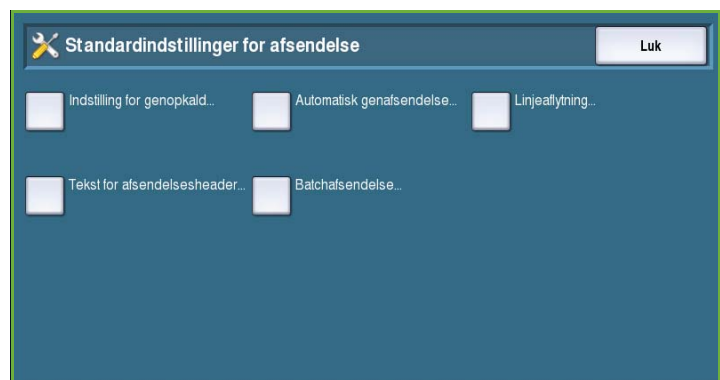 Standardindstillinger for afsendelse
Luk
Indstilling for genopkald...
Automatisk genafsendelse...
Linjeaflytning...
Tekst for afsendelsesheader...
Batchafsendelse...